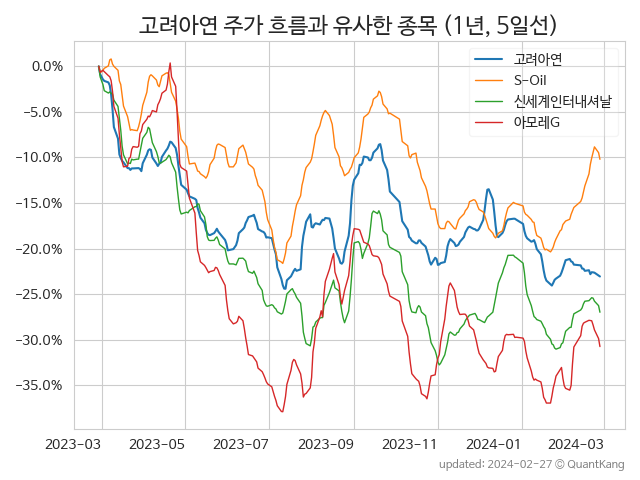 고려아연 주가 흐름과 유사한 종목 (1년, 5일선)
고려아연
S-Oil
신세계인터내셔날
아모레G
0.0%
−5.0%
−10.0%
−15.0%
−20.0%
−25.0%
−30.0%
−35.0%
2023-03 2023-05 2023-07 2023-09 2023-11 2024-01 2024-03
updated: 2024-02-27 © QuantKang